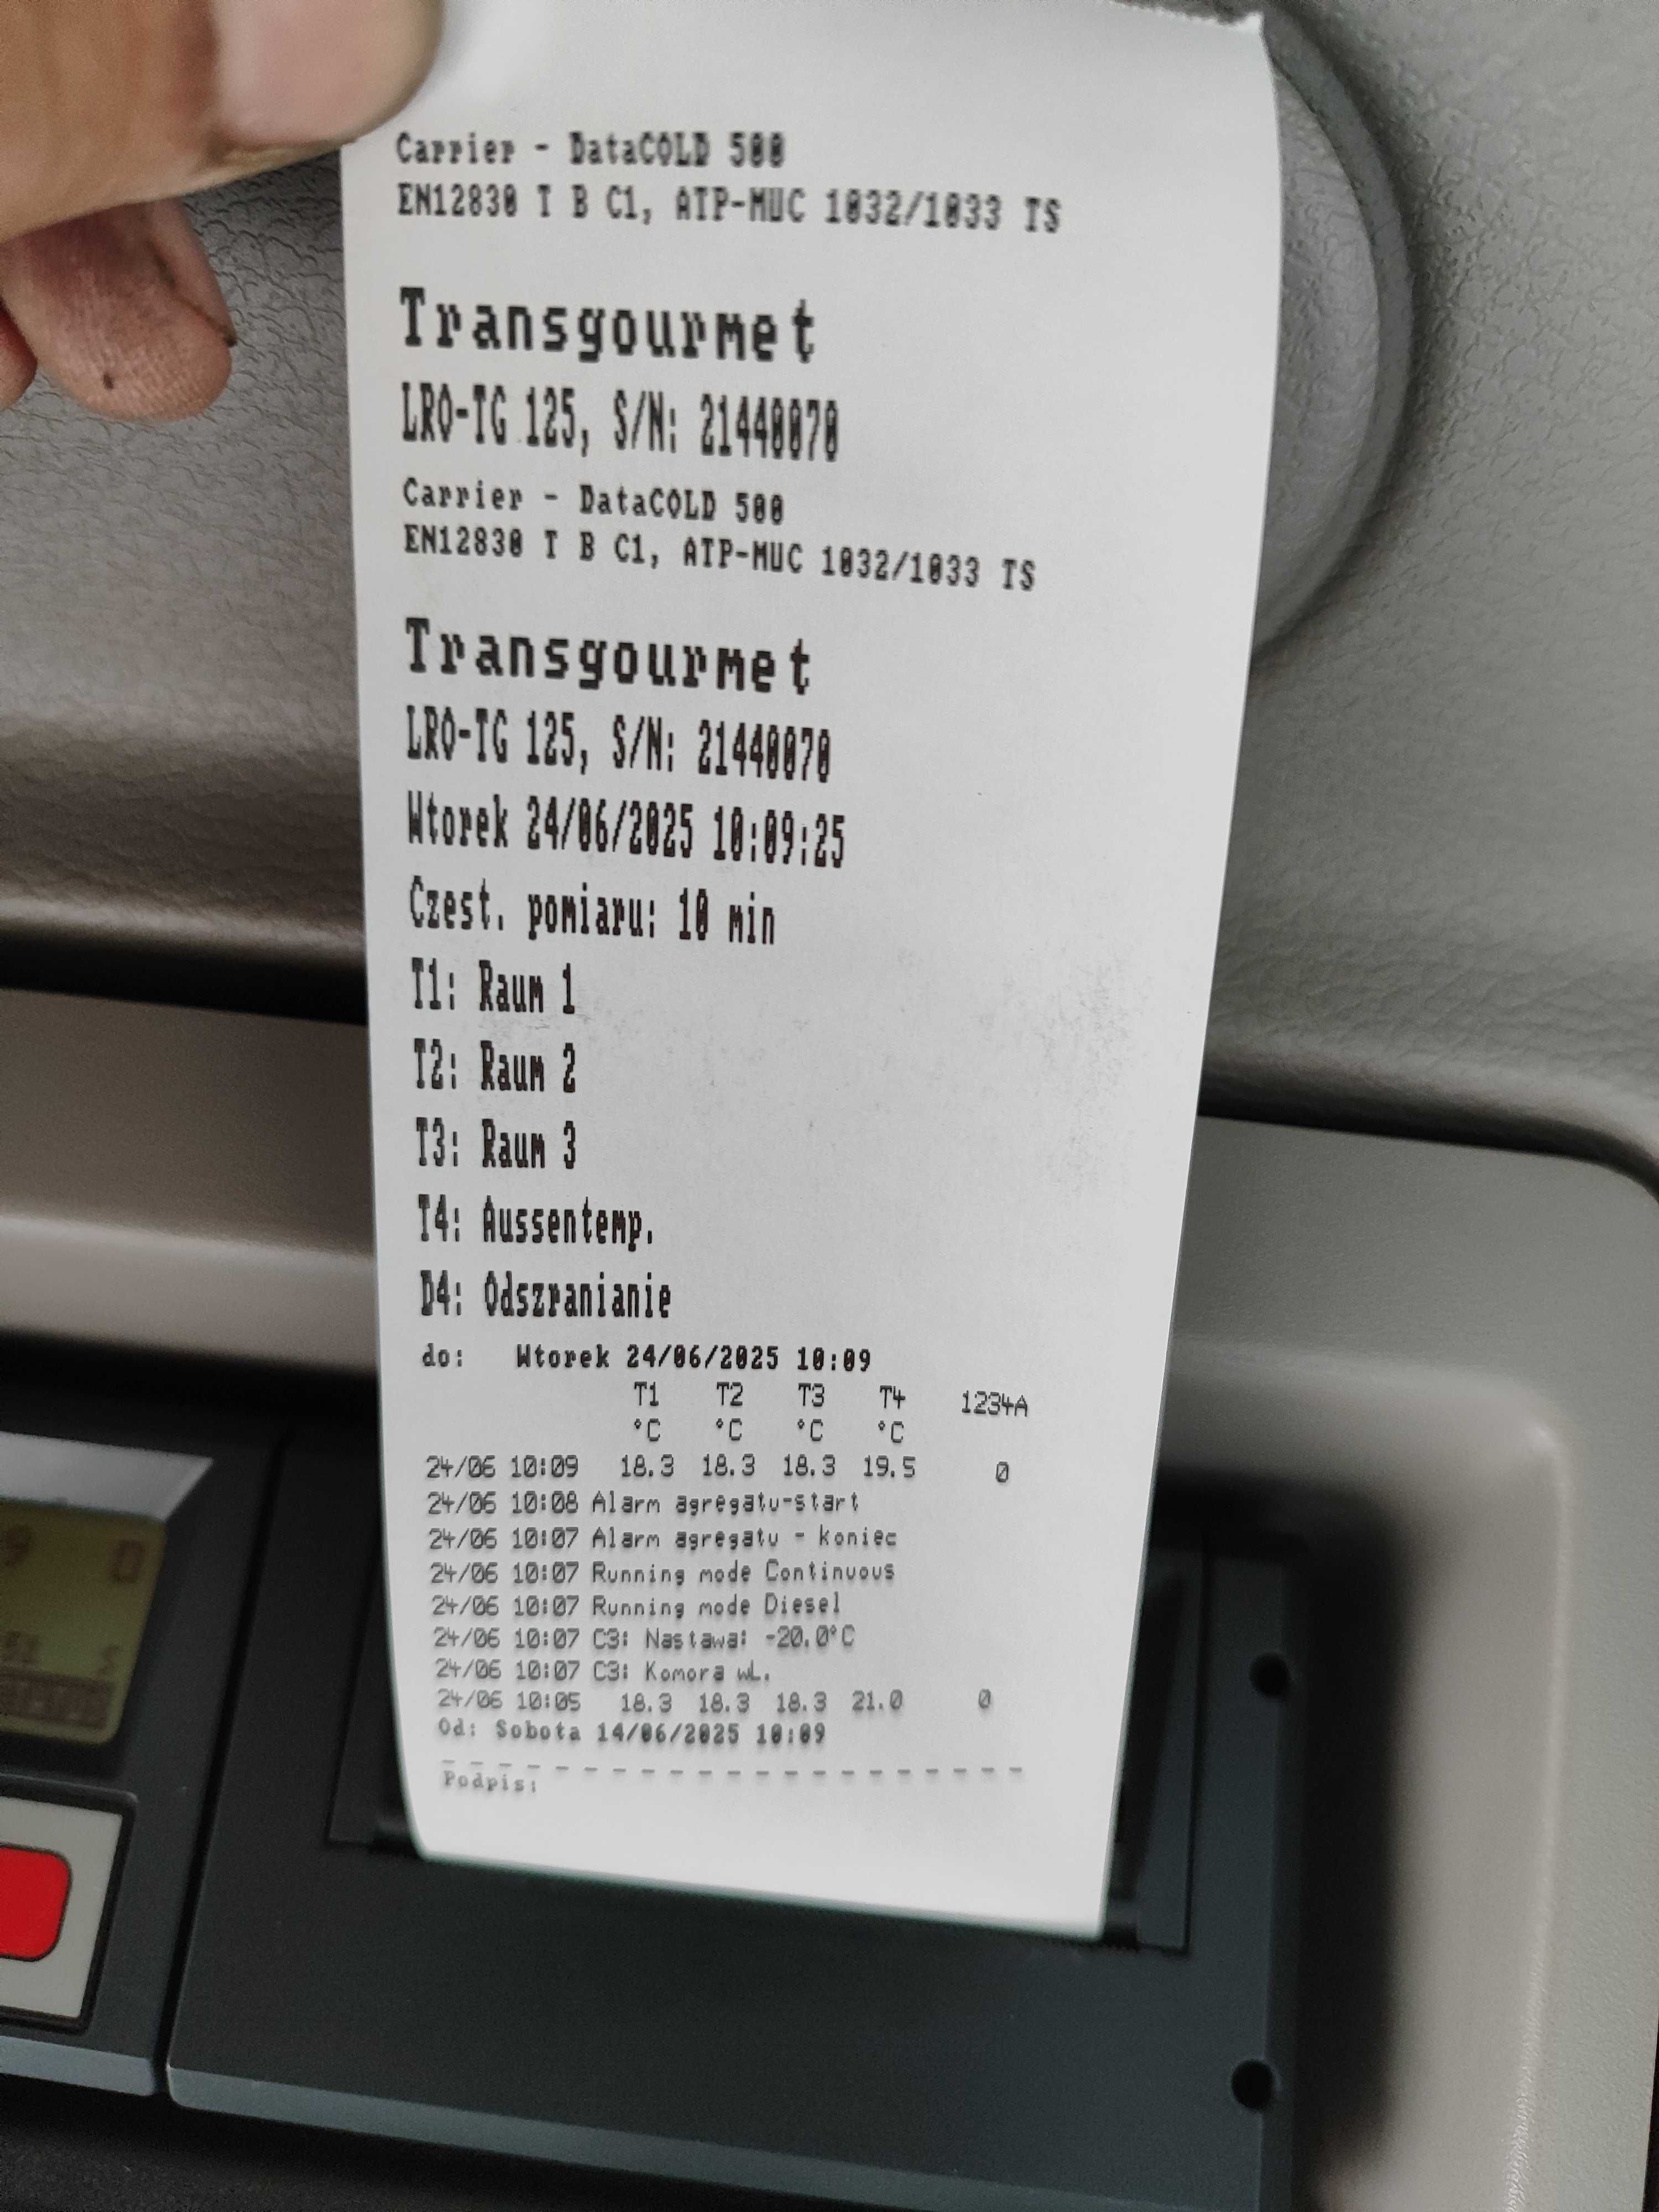 Carrier - DataCOLD 500
EN12830 T B C1, ATP-MUC 1032/1033 TS
Transgourmet
LRO-TG 125, S/N: 21440070
Carrier - DataCOLD 500
EN12830 T B C1, ATP-MUC 1032/1033 TS
Transgourmet
LRO-TG 125, S/N: 21440070
Wtorek 24/06/2025 10:09:25
Czest. pomiaru: 10 min
T1: Raum 1
T2: Raum 2
T3: Raum 3
T4: Aussentemp.
D4: Odszranianie
do: Wtorek 24/06/2025 10:09
T1 T2 T3 T4 1234A
°C °C °C °C
24/06 10:09 18.3 18.3 18.3 19.5 0
24/06 10:08 Alarm agregatu-start
24/06 10:07 Alarm agregatu - koniec
24/06 10:07 Running mode Continuous
24/06 10:07 Running mode Diesel
24/06 10:07 C3: Nastawa: -20.0°C
24/06 10:07 C3: Komora wL.
24/06 10:05 18.3 18.3 18.3 21.0 0
Od: Sobota 14/06/2025 10:09
Podpis: